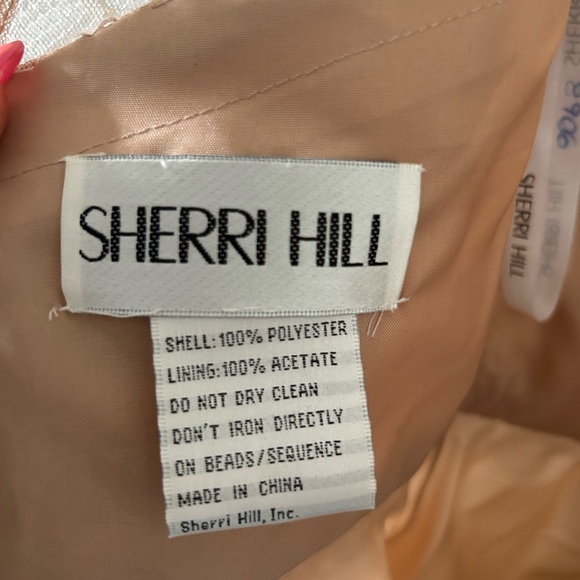 SHERRI HILL
SHELL:100% POLYESTER
LINING:100% ACETATE
DO NOT DRY CLEAN
DON'T IRON DIRECTLY
ON BEADS/SEQUENCE
MADE IN CHINA
Sherri Hill, Inc.
SHERRI HILL